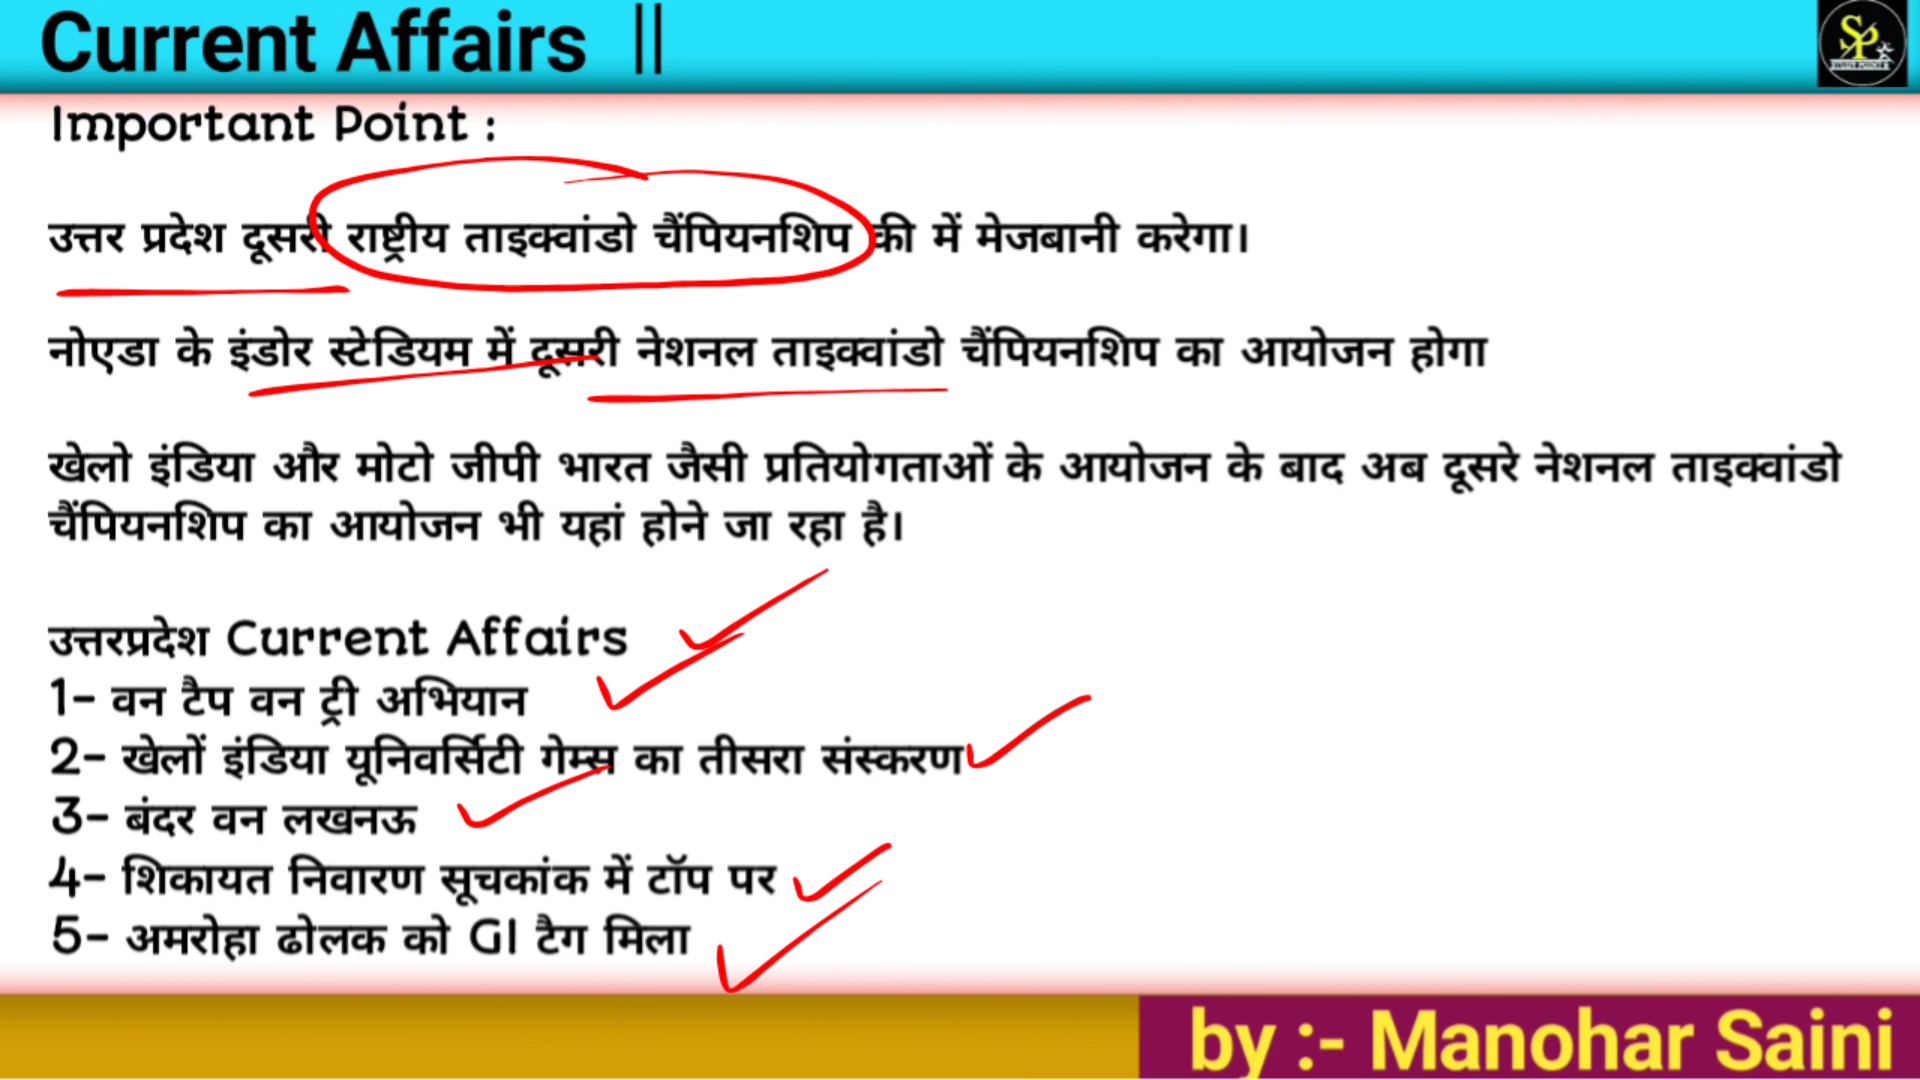 Current Affairs ||
Important Point :
उत्तर प्रदेश दूसरी राष्ट्रीय ताइक्वांडो चैंपियनशिप की में मेजबानी करेगा।
नोएडा के इंडोर स्टेडियम में दूसरी नेशनल ताइक्वांडो चैंपियनशिप का आयोजन होगा
खेलो इंडिया और मोटो जीपी भारत जैसी प्रतियोगताओं के आयोजन के बाद अब दूसरे नेशनल ताइक्वांडो
चैंपियनशिप का आयोजन भी यहां होने जा रहा है।
उत्तरप्रदेश Current Affairs
1- वन टैप वन ट्री अभियान
2- खेलों इंडिया यूनिवर्सिटी गेम्स का तीसरा संस्करण
3- बंदर वन लखनऊ
4- शिकायत निवारण सूचकांक में टॉप पर
5- अमरोहा ढोलक को GI टैग मिला
by :- Manohar Saini